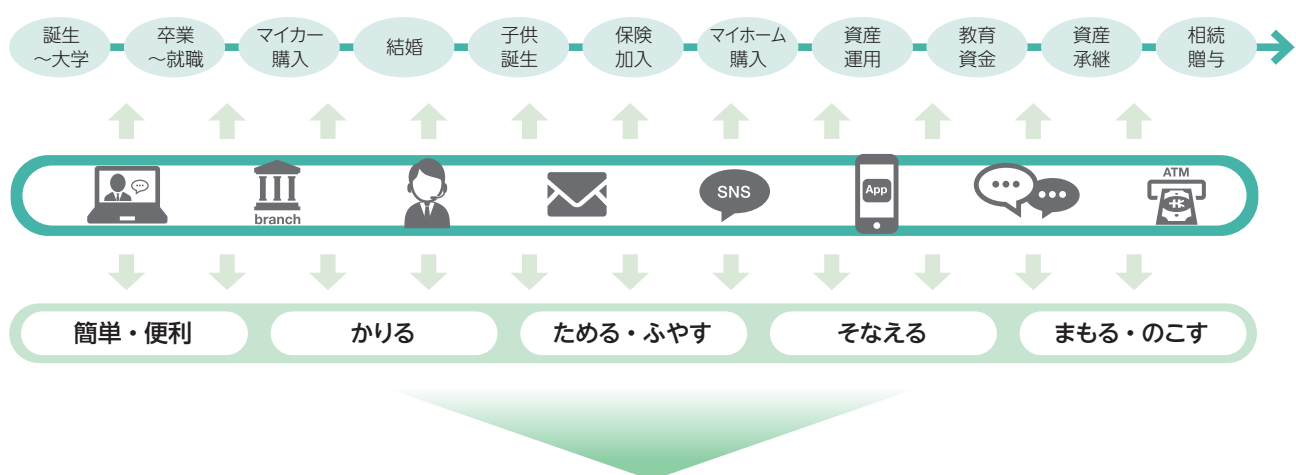 誕生
～大学
卒業
～就職
マイカー
購入
結婚
子供
誕生
保険
加入
マイホーム
購入
資産
運用
教育
資金
資産
承継
相続
贈与
branch
SNS
App
ATM
簡単・便利
かりる
ためる・ふやす
そなえる
まもる・のこす